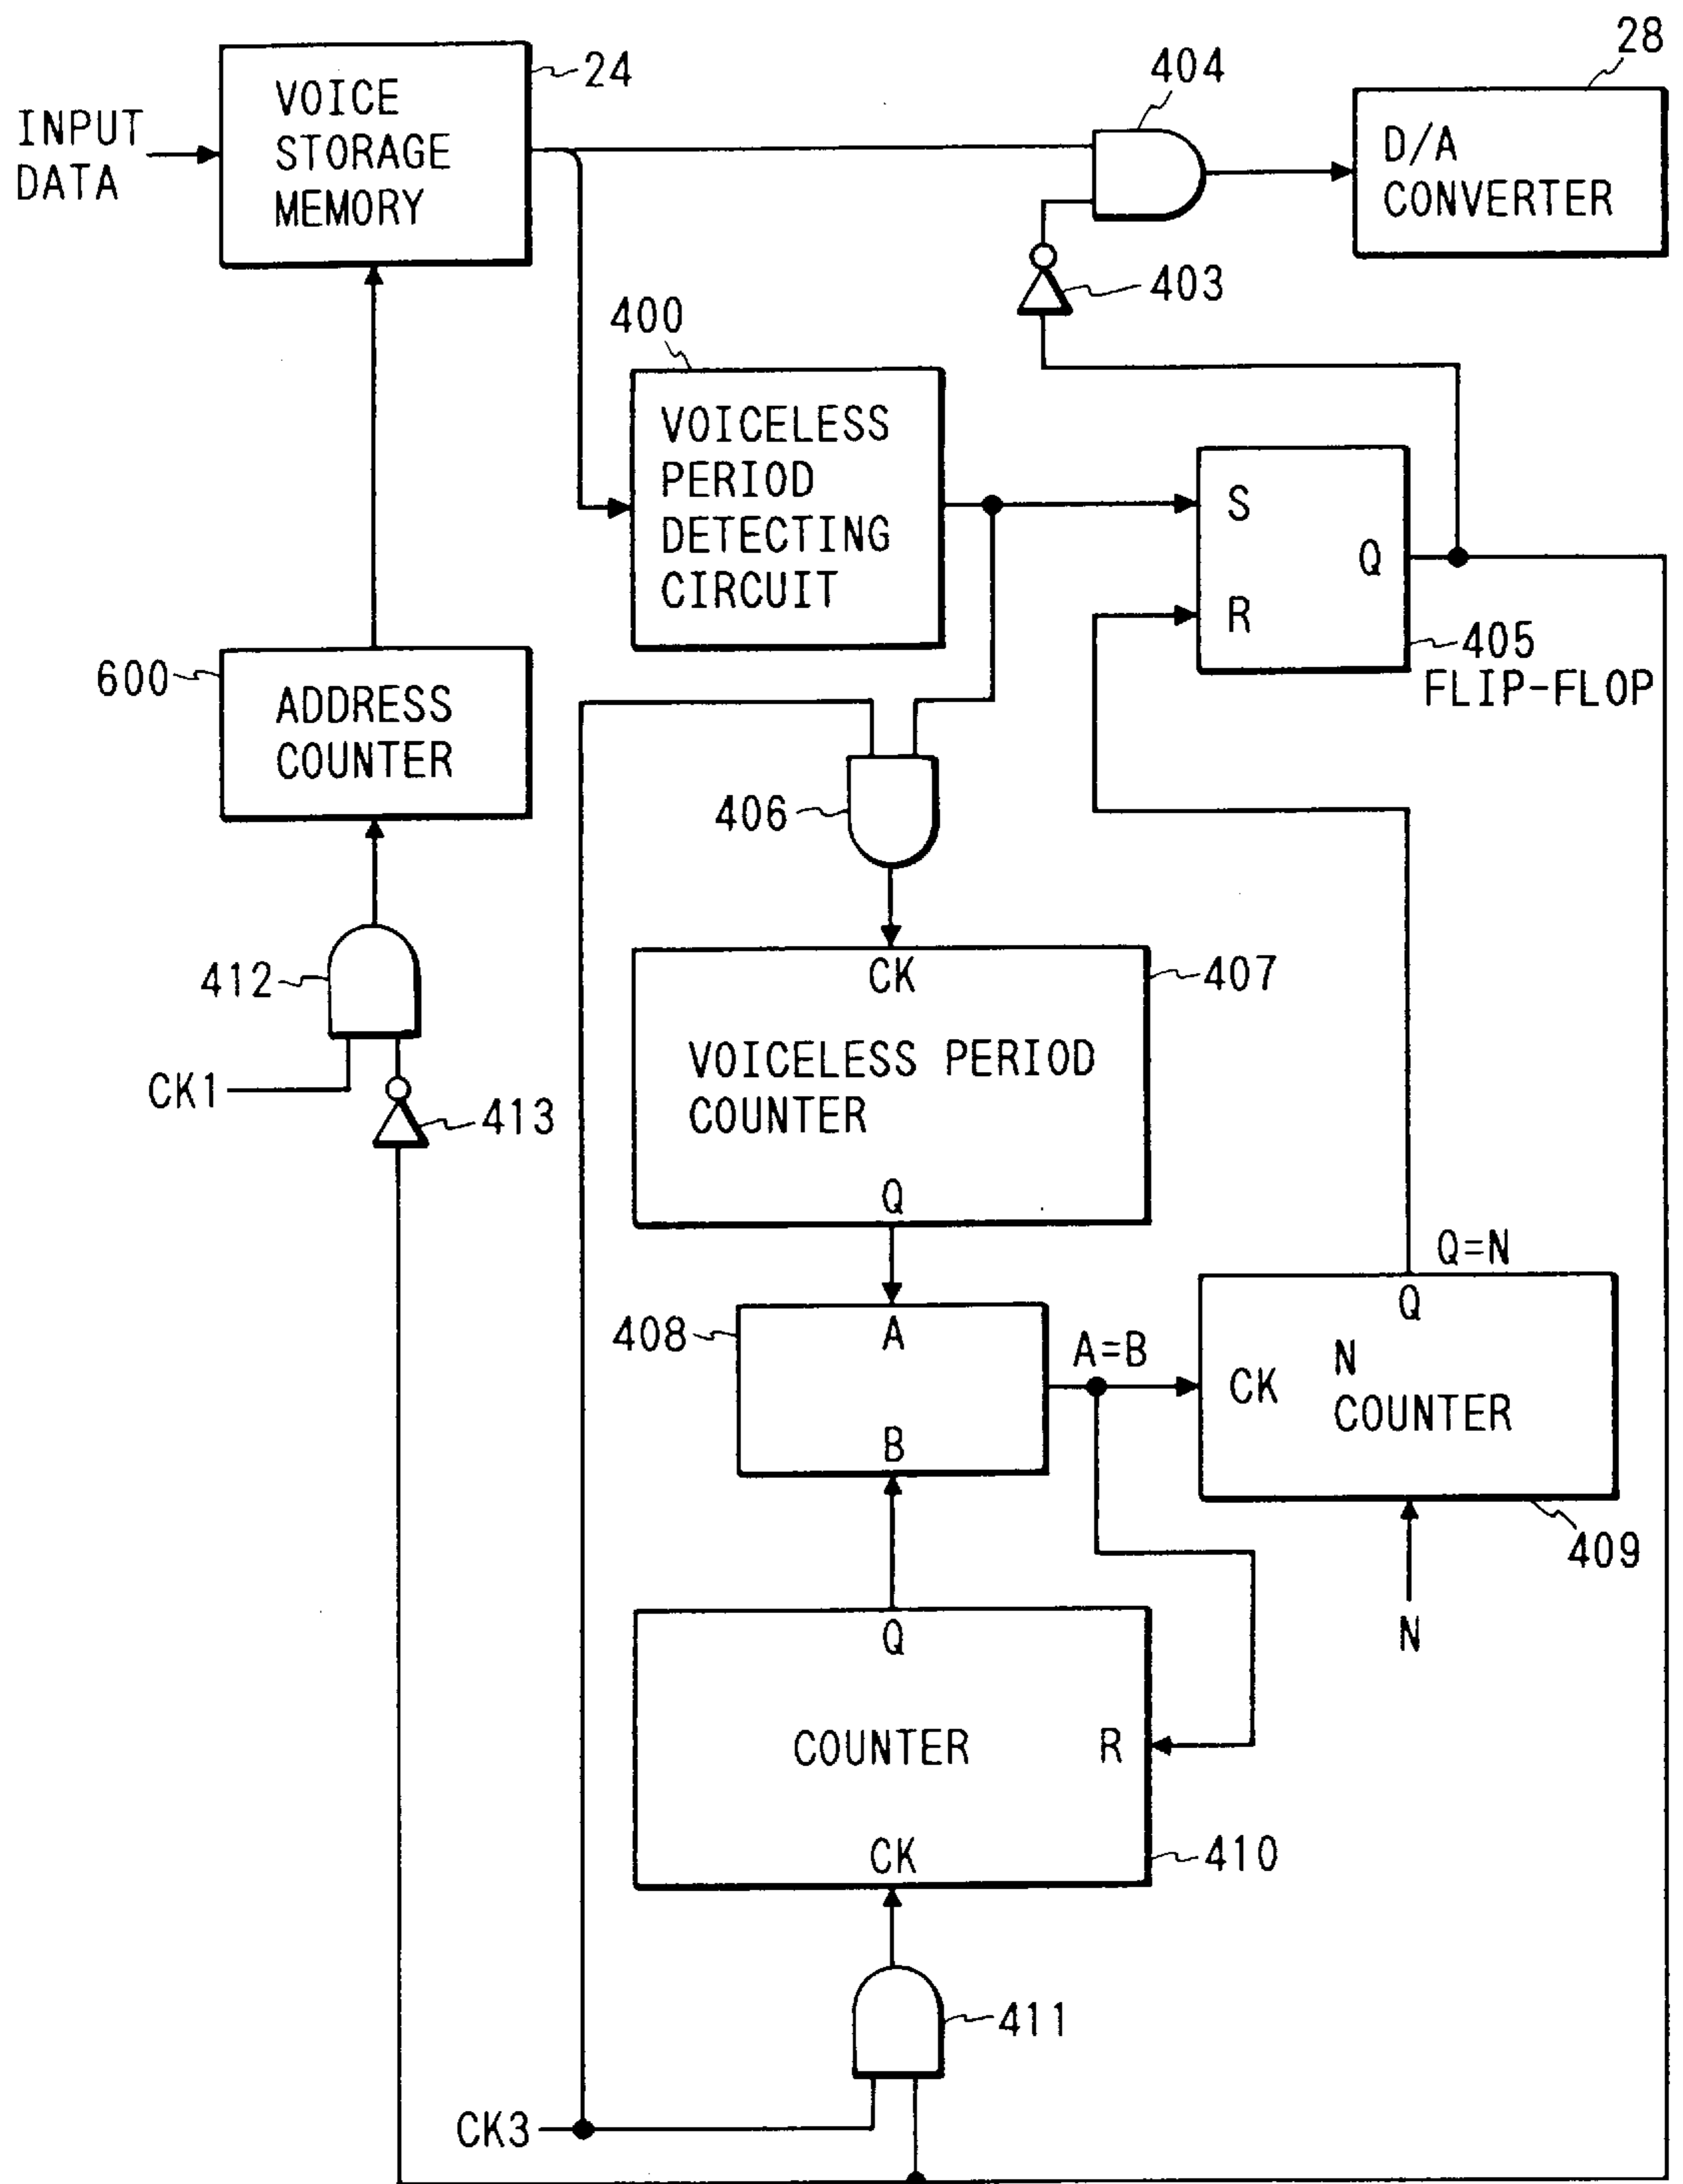 28
404
24
VOICE
STORAGE
MEMORY
INPUT
DATA
D/A
CONVERTER
403
400
VOICELESS
PERIOD
DETECTING
CIRCUIT
S
Q
R
405
FLIP-FLOP
600
ADDRESS
COUNTER
406
412
CK
407
VOICELESS PERIOD
COUNTER
Q
CK1
413
Q=N
Q
408
A
A=B
CK
N
COUNTER
B
409
N
Q
COUNTER
R
CK
410
411
CK3